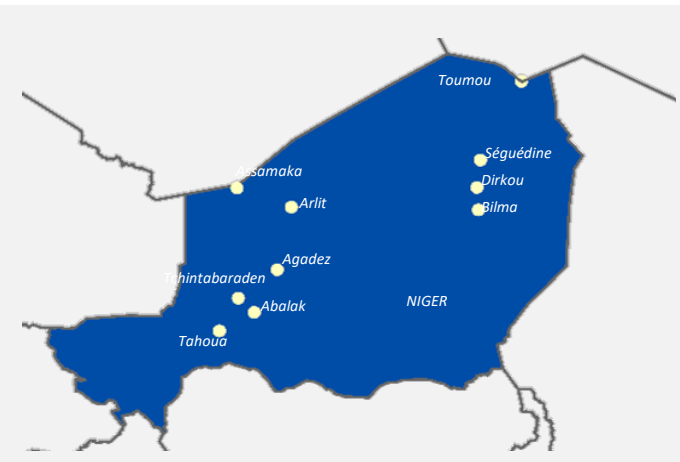 Toumou
Séguédine
Assamaka
Dirkou
Arlit
Bilma
Agadez
Tchintabaraden
NIGER
Abalak
Tahoua